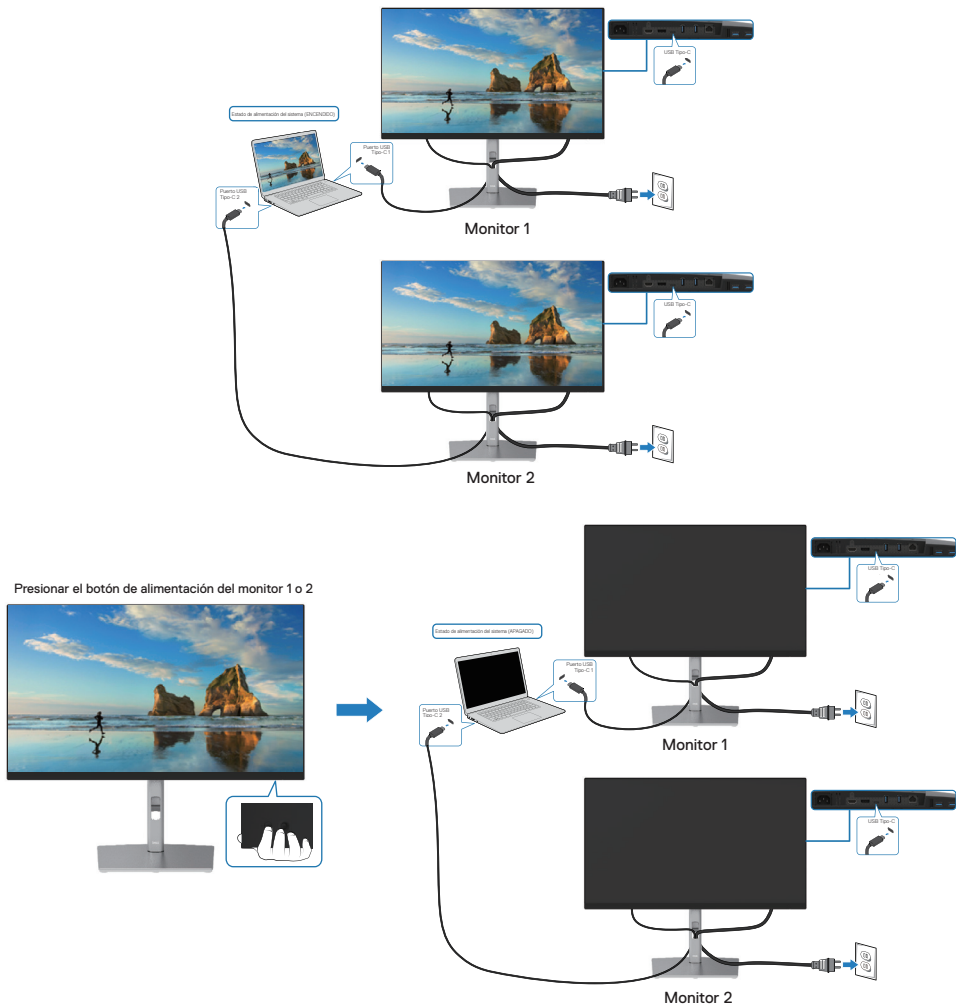 USB Tipo-C
Estado de alimentación del sistema (ENCENDIDO)
Puerto USB
Tipo-C 1
Puerto USB
Tipo-C 2
Monitor 1
USB Tipo-C
Monitor 2
Presionar el botón de alimentación del monitor 1 o 2
USB Tipo-C
Estado de alimentación del sistema (APAGADO)
Puerto USB
Tipo-C 1
Puerto USB
Tipo-C 2
Monitor 1
USB Tipo-C
Monitor 2